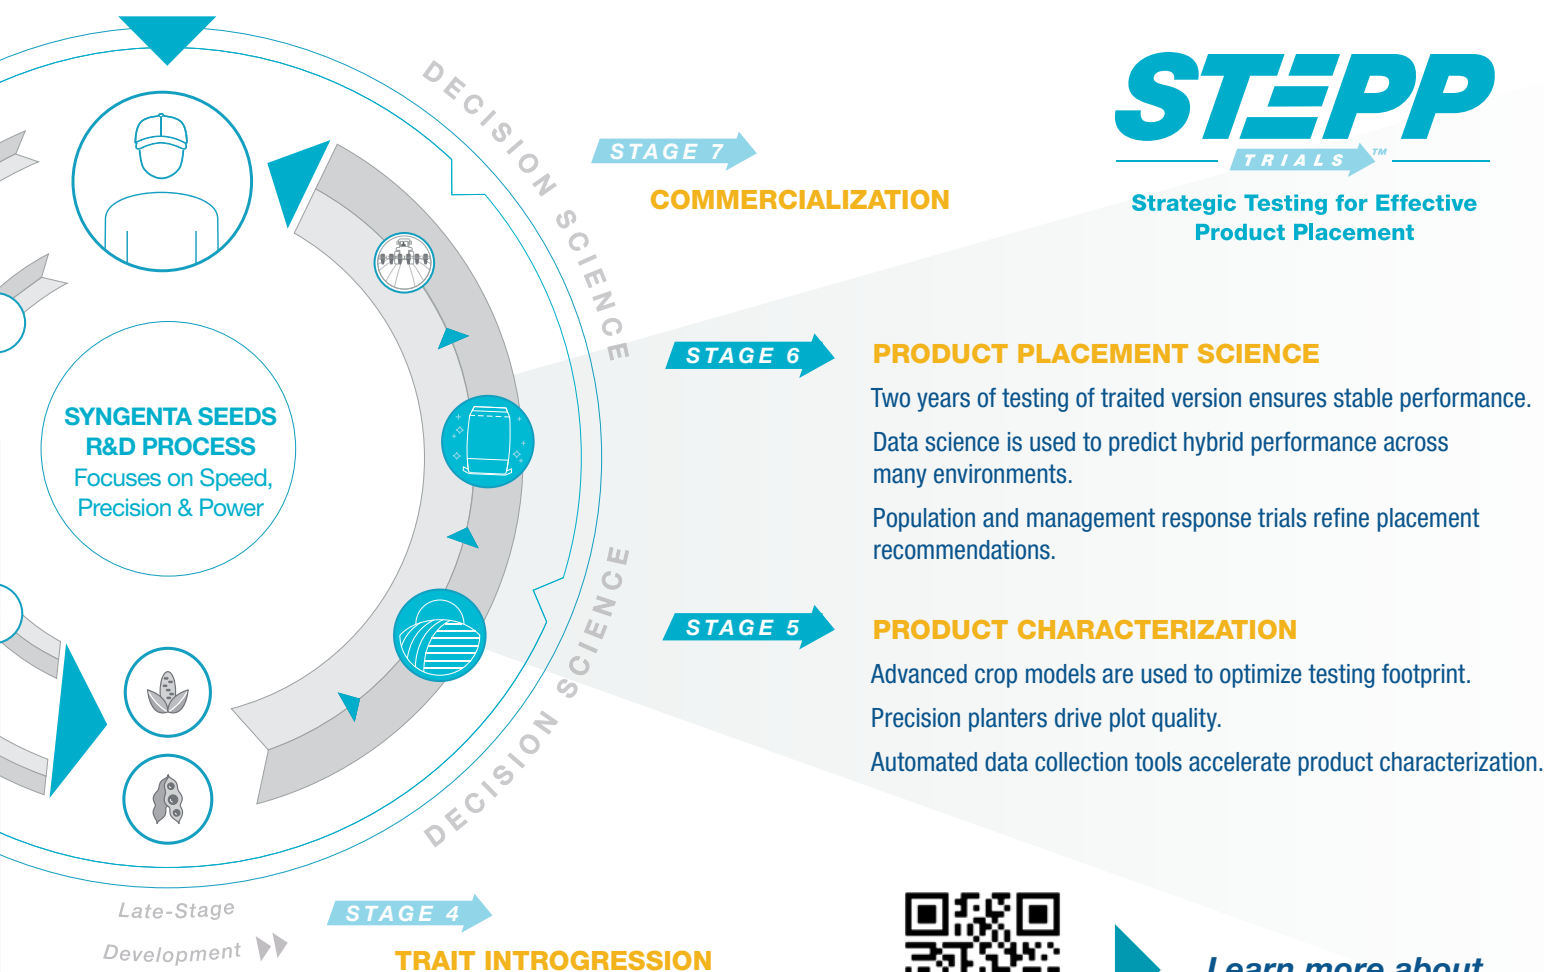 DECISION SCIENCE
STEPP
TRIALS™
Strategic Testing for Effective
Product Placement
STAGE 7
COMMERCIALIZATION
STAGE 6
PRODUCT PLACEMENT SCIENCE
Two years of testing of traited version ensures stable performance.
Data science is used to predict hybrid performance across
many environments.
Population and management response trials refine placement
recommendations.
SYNGENTA SEEDS
R&D PROCESS
Focuses on Speed,
Precision & Power
DECISION SCIENCE
STAGE 5
PRODUCT CHARACTERIZATION
Advanced crop models are used to optimize testing footprint.
Precision planters drive plot quality.
Automated data collection tools accelerate product characterization.
Late-Stage
Development
STAGE 4
TRAIT INTROGRESSION
Learn more about